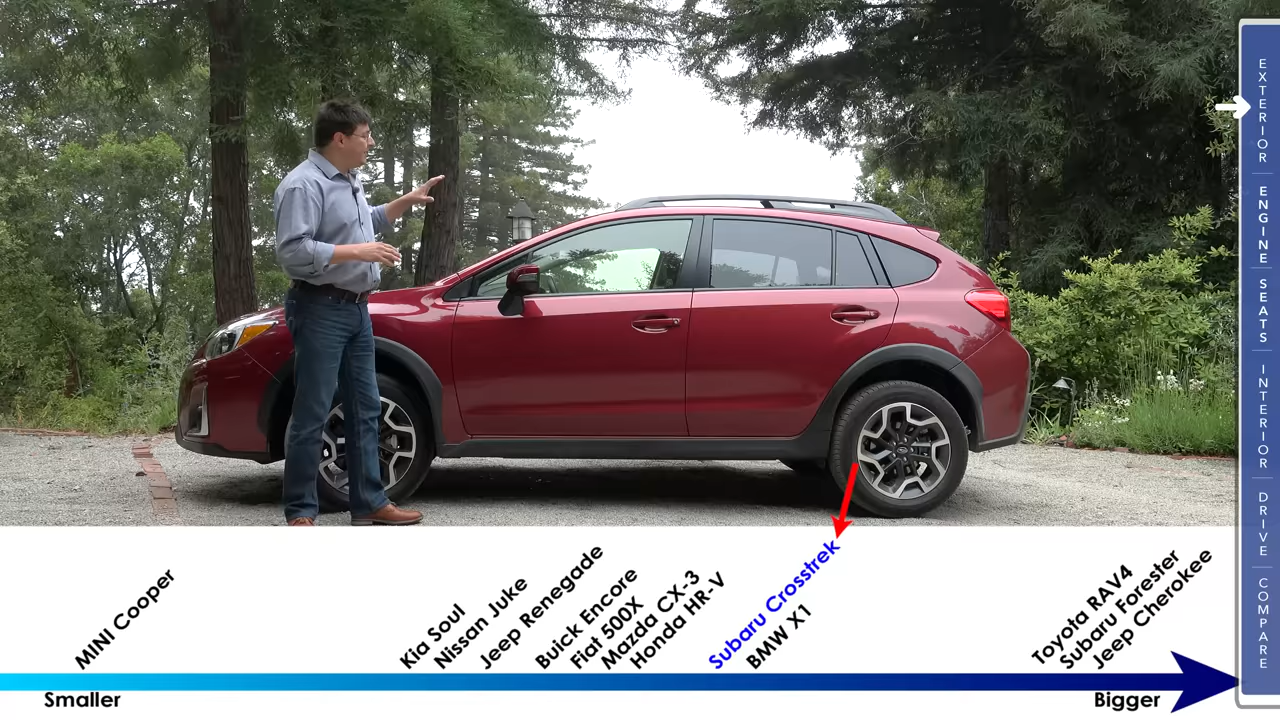 EXTERIOR
ENGINE
SEATS
INTERIOR
DRIVE
COMPARE
MINI Cooper
Kia Soul
Nissan Juke
Jeep Renegade
Buick Encore
Fiat 500X
Mazda CX-3
Honda HR-V
Subaru Crosstrek
BMW X1
Toyota RAV4
Subaru Forester
Jeep Cherokee
Smaller
Bigger